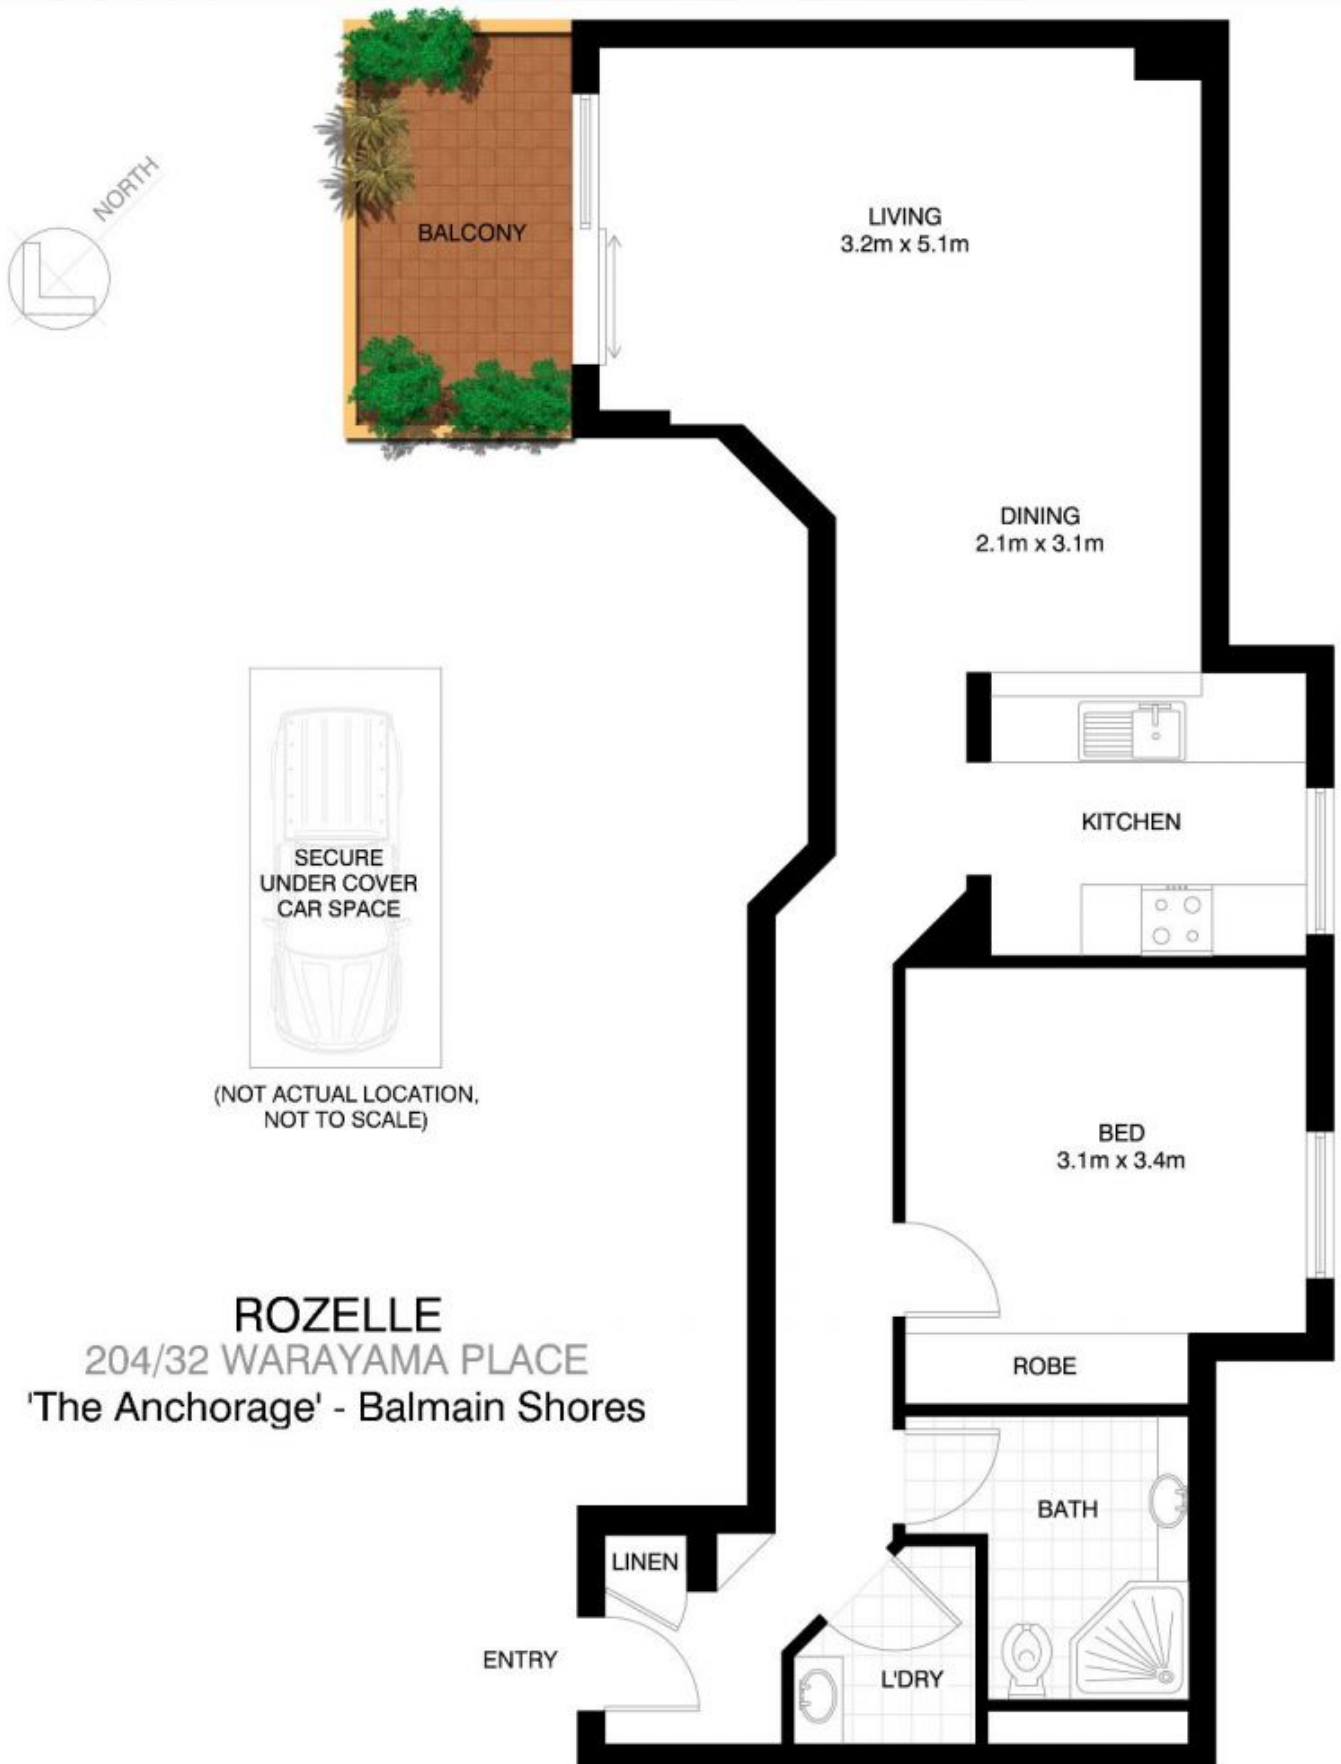 NORTH
BALCONY
LIVING
3.2m x 5.1m
DINING
2.1m x 3.1m
KITCHEN
SECURE
UNDER COVER
CAR SPACE
(NOT ACTUAL LOCATION,
NOT TO SCALE)
BED
3.1m x 3.4m
ROBE
ROZELLE
204/32 WARAYAMA PLACE
'The Anchorage' - Balmain Shores
BATH
LINEN
ENTRY
L'DRY